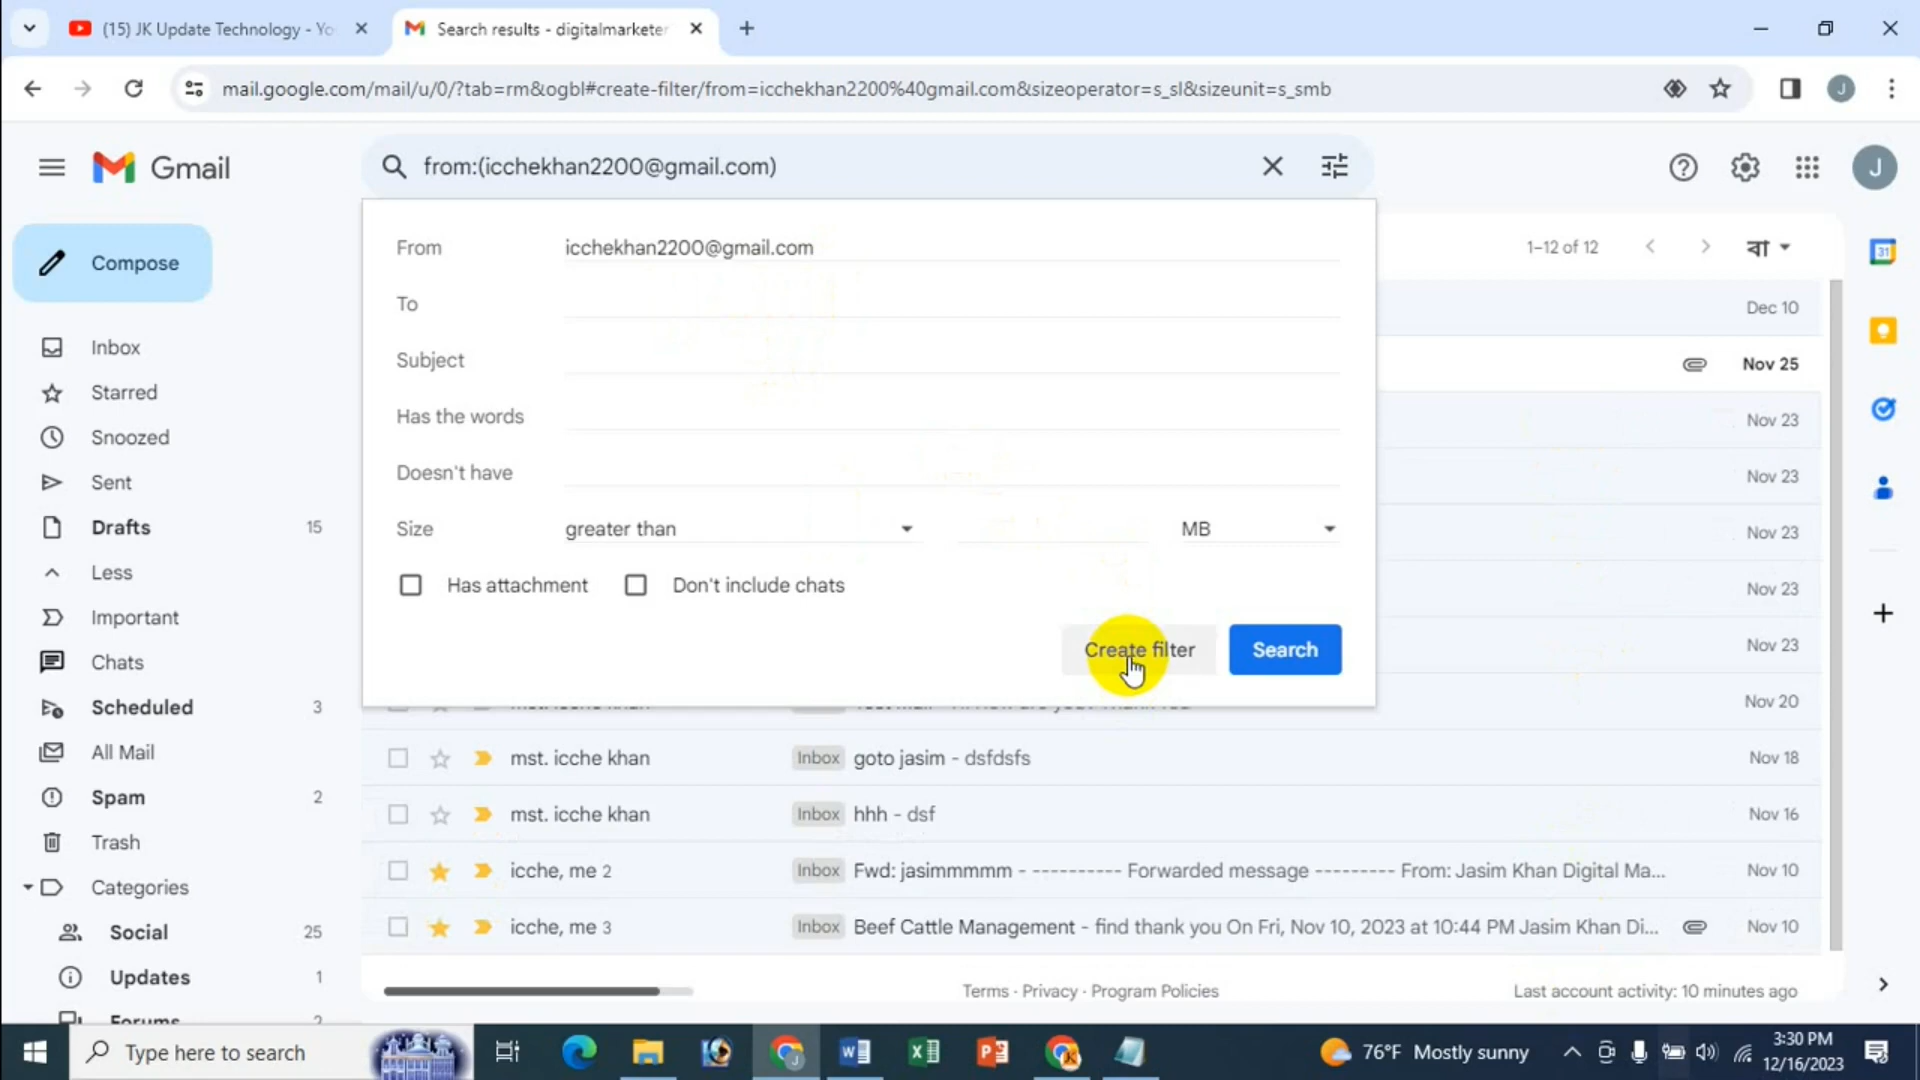 (15) JK Update Technology - Yo
Search results - digitalmarketer
mail.google.com/mail/u/0/?tab=rm&ogbl#create-filter/from=icchekhan2200%40gmail.com&sizeoperator=s_sl&sizeunit=s_smb
J
Gmail
from:(icchekhan2200@gmail.com)
J
Compose
From icchekhan2200@gmail.com
1–12 of 12
বা
31
To
Dec 10
Inbox
Subject
Nov 25
Starred
Has the words
Nov 23
Snoozed
Doesn't have
Nov 23
Sent
Size greater than MB
Drafts 15
Nov 23
Less
Has attachment Don't include chats
Nov 23
Important
Create filter Search
Nov 23
Chats
Nov 20
Scheduled 3
All Mail
mst. icche khan Inbox goto jasim - dsfdsfs Nov 18
Spam 2
mst. icche khan Inbox hhh - dsf Nov 16
Trash
icche, me 2 Inbox Fwd: jasimmmmm - ---------- Forwarded message --------- From: Jasim Khan Digital Ma... Nov 10
Categories
icche, me 3 Inbox Beef Cattle Management - find thank you On Fri, Nov 10, 2023 at 10:44 PM Jasim Khan Di... Nov 10
Social 25
Updates 1
Terms · Privacy · Program Policies
Last account activity: 10 minutes ago
Forums 2
Type here to search
76°F Mostly sunny
3:30 PM
12/16/2023